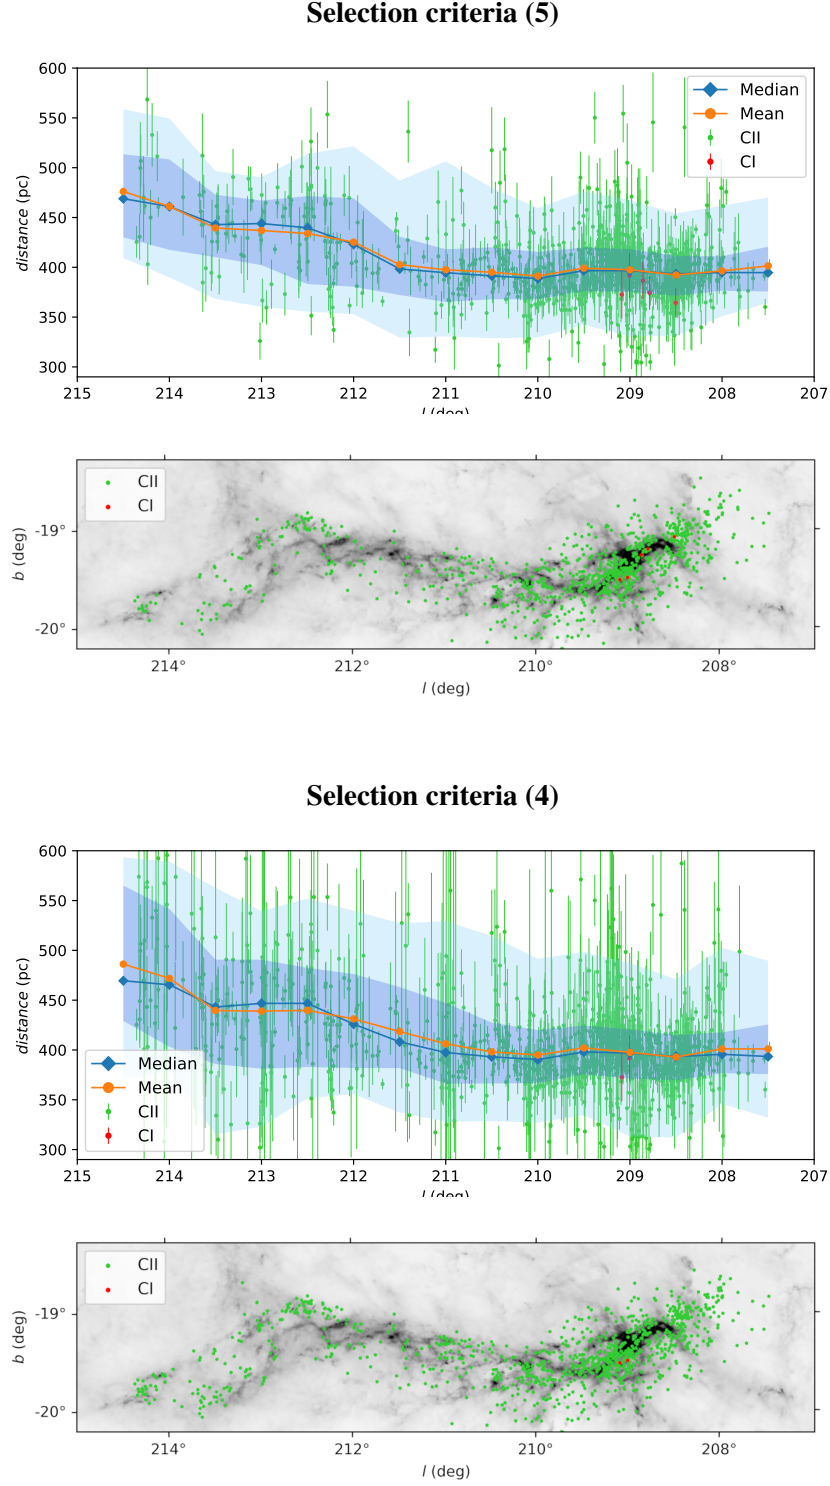 Selection criteria (5)
600
550
500
450
400
350
300
distance (pc)
Median
Mean
CII
CI
215 214 213 212 211 210 209 208 207
l (deg)
CII
CI
-19°
-20°
b (deg)
214° 212° 210° 208°
l (deg)
Selection criteria (4)
600
550
500
450
400
350
300
distance (pc)
Median
Mean
CII
CI
215 214 213 212 211 210 209 208 207
l (deg)
CII
CI
-19°
-20°
b (deg)
214° 212° 210° 208°
l (deg)